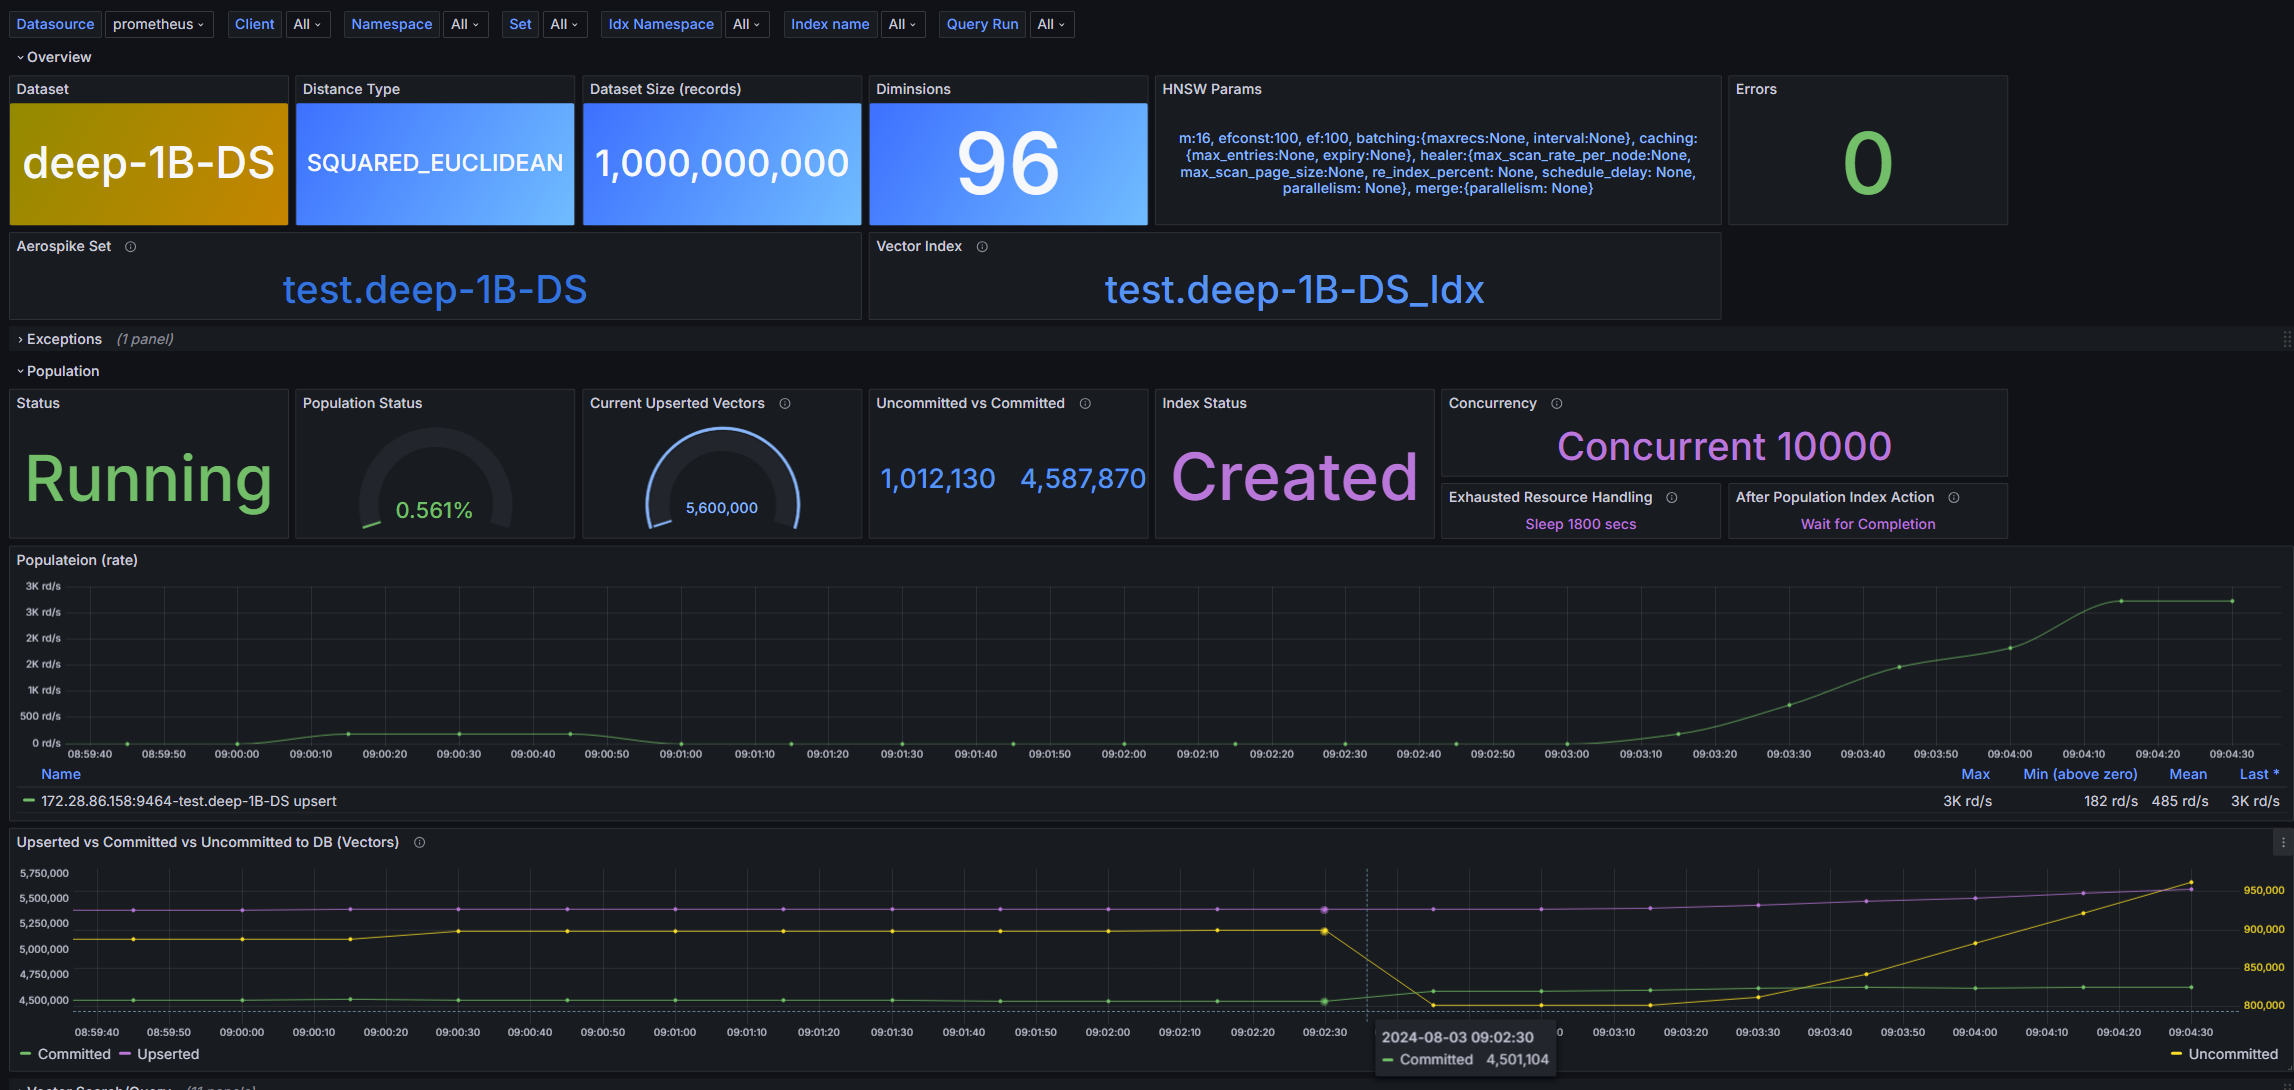 Datasource prometheus Client All Namespace All Set All Idx Namespace All Index name All Query Run All
Overview
Dataset
deep-1B-DS
Distance Type
SQUARED_EUCLIDEAN
Dataset Size (records)
1,000,000,000
Diminsions
96
HNSW Params
m:16, efconst:100, ef:100, batching:{maxrecs:None, interval:None}, caching:
{max_entries:None, expiry:None}, healer:{max_scan_rate_per_node:None,
max_scan_page_size:None, re_index_percent: None, schedule_delay: None,
parallelism: None}, merge:{parallelism: None}
Errors
0
Aerospike Set
test.deep-1B-DS
Vector Index
test.deep-1B-DS_Idx
Exceptions (1 panel)
Population
Status
Running
Population Status
0.561%
Current Upserted Vectors
5,600,000
Uncommitted vs Committed
1,012,130 4,587,870
Index Status
Created
Concurrency
Concurrent 10000
Exhausted Resource Handling
Sleep 1800 secs
After Population Index Action
Wait for Completion
Populateion (rate)
3K rd/s
3K rd/s
2K rd/s
2K rd/s
1K rd/s
500 rd/s
0 rd/s
08:59:40 08:59:50 09:00:00 09:00:10 09:00:20 09:00:30 09:00:40 09:00:50 09:01:00 09:01:10 09:01:20 09:01:30 09:01:40 09:01:50 09:02:00 09:02:10 09:02:20 09:02:30 09:02:40 09:02:50 09:03:00 09:03:10 09:03:20 09:03:30 09:03:40 09:03:50 09:04:00 09:04:10 09:04:20 09:04:30
Name Max Min (above zero) Mean Last *
172.28.86.158:9464-test.deep-1B-DS upsert 3K rd/s 182 rd/s 485 rd/s 3K rd/s
Upserted vs Committed vs Uncommitted to DB (Vectors)
5,750,000
5,500,000
5,250,000
5,000,000
4,750,000
4,500,000
950,000
900,000
850,000
800,000
08:59:40 08:59:50 09:00:00 09:00:10 09:00:20 09:00:30 09:00:40 09:00:50 09:01:00 09:01:10 09:01:20 09:01:30 09:01:40 09:01:50 09:02:00 09:02:10 09:02:20 09:02:30 09:03:10 09:03:20 09:03:30 09:03:40 09:03:50 09:04:00 09:04:10 09:04:20 09:04:30
2024-08-03 09:02:30
Committed 4,501,104
Committed Upserted
Uncommitted
Vector Search/Query (11 panels)